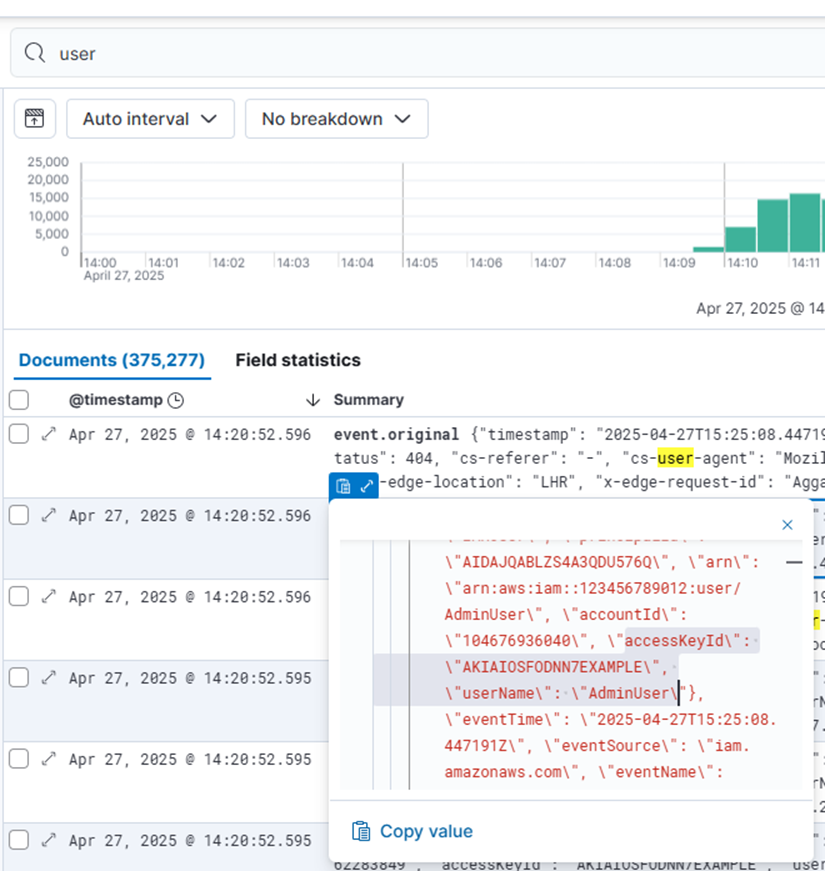 user
Auto interval
No breakdown
25,000
20,000
15,000
10,000
5,000
0
14:00 14:01 14:02 14:03 14:04 14:05 14:06 14:07 14:08 14:09 14:10 14:11
April 27, 2025
Apr 27, 2025 @ 14
Documents (375,277) Field statistics
@timestamp Summary
Apr 27, 2025 @ 14:20:52.596 event.original {"timestamp": "2025-04-27T15:25:08.44719
tatus": 404, "cs-referer": "-", "cs-user-agent": "Mozil
-edge-location": "LHR", "x-edge-request-id": "Agga
Apr 27, 2025 @ 14:20:52.596
\"AIDAJQABLZS4A3QDU576Q\", \"arn\":
\"arn:aws:iam::123456789012:user/
Apr 27, 2025 @ 14:20:52.596
AdminUser\", \"accountId\":
\"104676936040\", \"accessKeyId\":
\"AKIAIOSFODNN7EXAMPLE\",
Apr 27, 2025 @ 14:20:52.595
\"userName\": \"AdminUser\"},
\"eventTime\": \"2025-04-27T15:25:08.
447191Z\", \"eventSource\": \"iam.
Apr 27, 2025 @ 14:20:52.595
amazonaws.com\", \"eventName\":
Copy value
Apr 27, 2025 @ 14:20:52.595
62283849", "accessKeyId": "AKIAIOSFODNN7EXAMPLE", "user